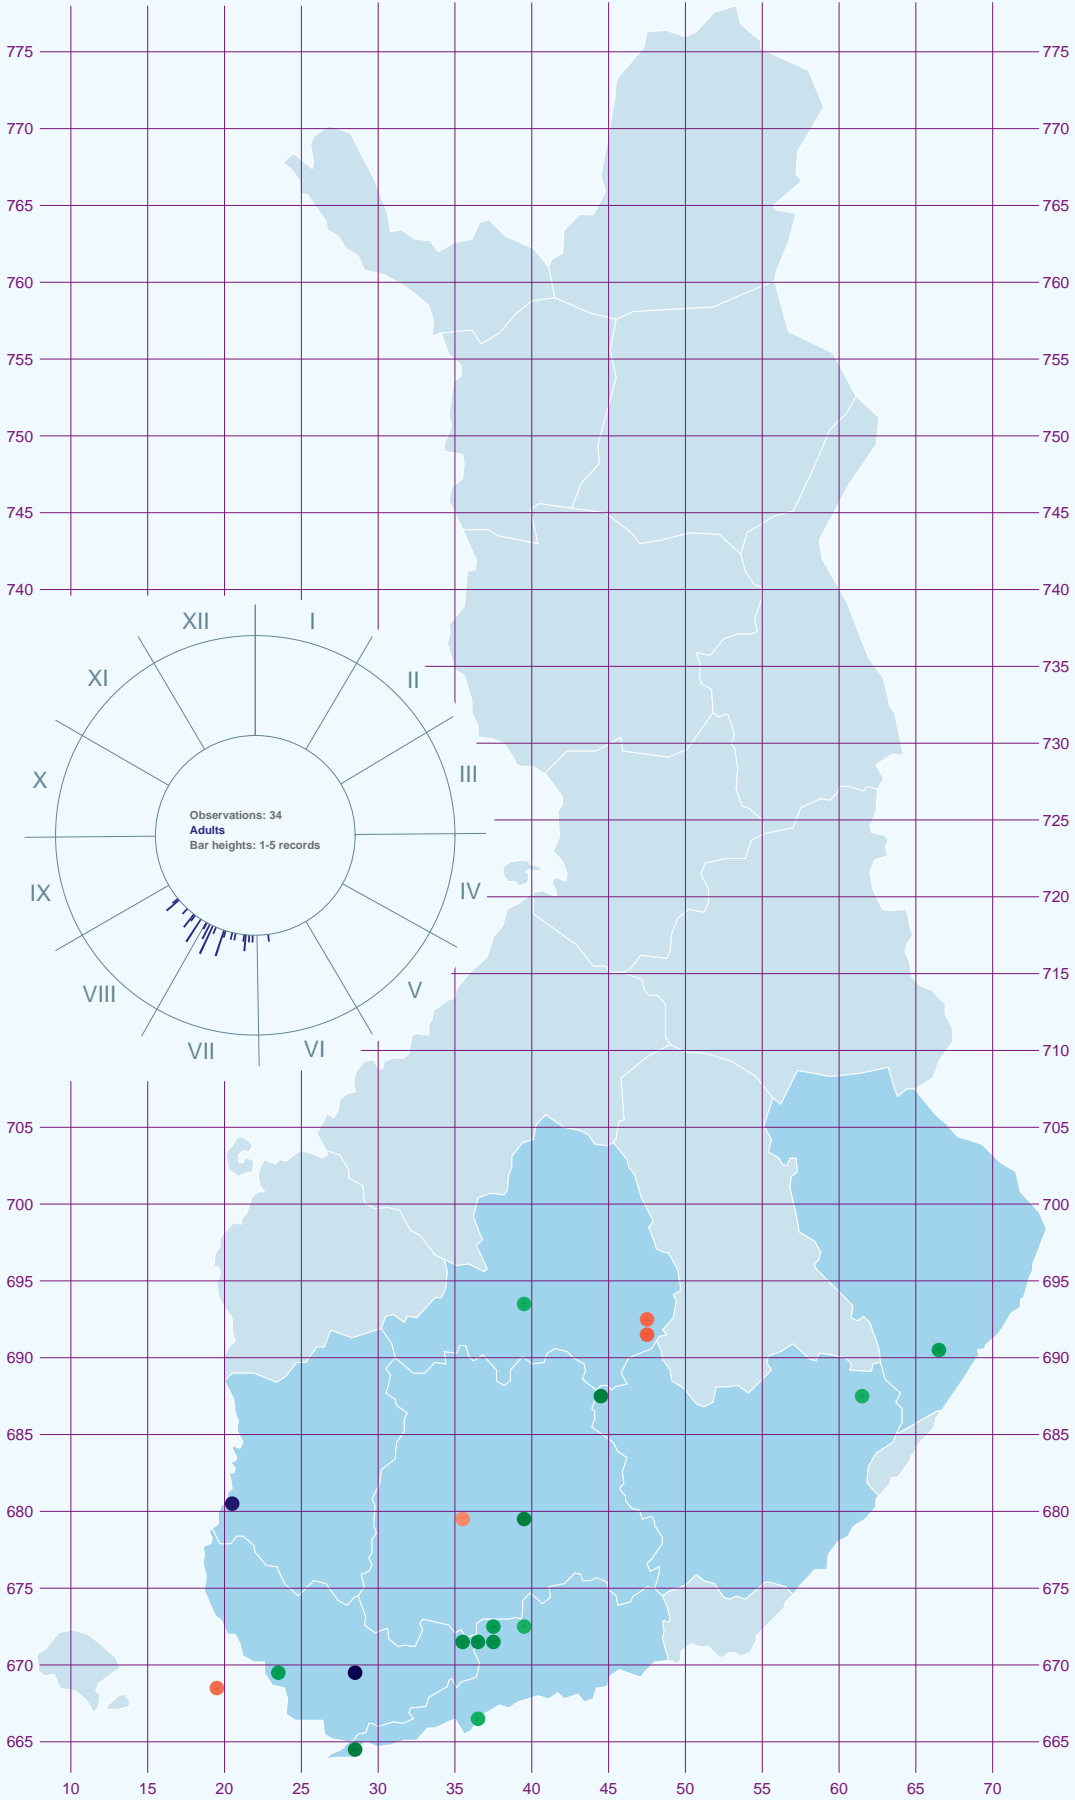 775 775
770 770
765 765
760 760
755 755
750 750
745 745
740 740
XII I
735
XI II
730
X III
Observations: 34
Adults
Bar heights: 1-5 records
725
IX IV
720
VIII V
715
VII VI
710
705 705
700 700
695 695
690 690
685 685
680 680
675 675
670 670
665 665
10 15 20 25 30 35 40 45 50 55 60 65 70